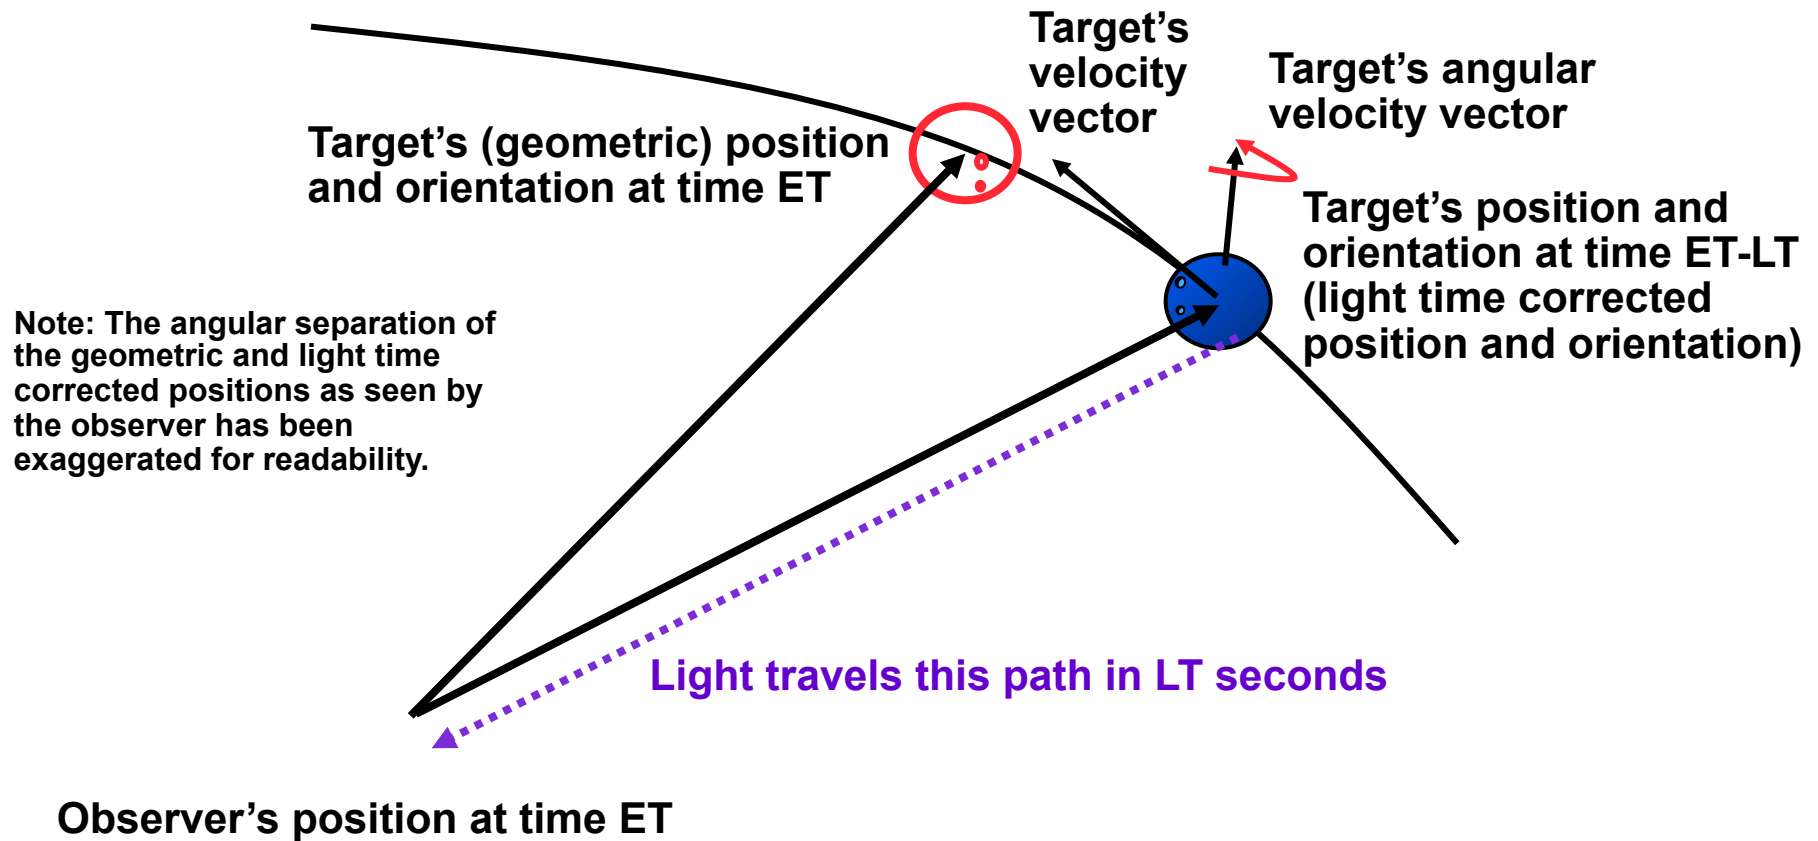 Target’s
velocity
vector
Target’s angular
velocity vector
Target’s (geometric) position
and orientation at time ET
Target’s position and
orientation at time ET-LT
(light time corrected
position and orientation)
Note: The angular separation of
the geometric and light time
corrected positions as seen by
the observer has been
exaggerated for readability.
Light travels this path in LT seconds
Observer’s position at time ET